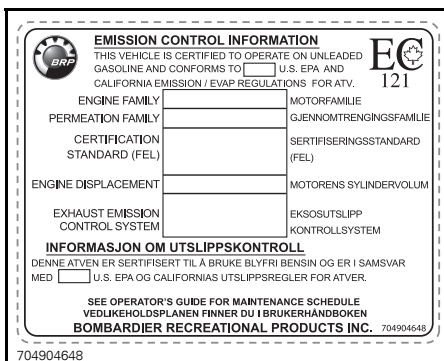 BRP
EMISSION CONTROL INFORMATION
THIS VEHICLE IS CERTIFIED TO OPERATE ON UNLEADED
GASOLINE AND CONFORMS TO U.S. EPA AND
CALIFORNIA EMISSION / EVAP REGULATIONS FOR ATV.
EC
121
ENGINE FAMILY MOTORFAMILIE
PERMEATION FAMILY GJENNOMTRENGINGSFAMILIE
CERTIFICATION SERTIFISERINGSSTANDARD
STANDARD (FEL) (FEL)
ENGINE DISPLACEMENT MOTORENS SYLINDERVOLUM
EXHAUST EMISSION EKSOSUTSLIPP
CONTROL SYSTEM KONTROLLSYSTEM
INFORMASJON OM UTSLIPPSKONTROLL
DENNE ATVEN ER SERTIFISERT TIL Å BRUKE BLYFRI BENSIN OG ER I SAMSVAR
MED U.S. EPA OG CALIFORNIAS UTSLIPPSREGLER FOR ATVER.
SEE OPERATOR'S GUIDE FOR MAINTENANCE SCHEDULE
VEDLIKEHOLDSPLANEN FINNER DU I BRUKERHÅNDBOKEN
BOMBARDIER RECREATIONAL PRODUCTS INC. 704904648
704904648